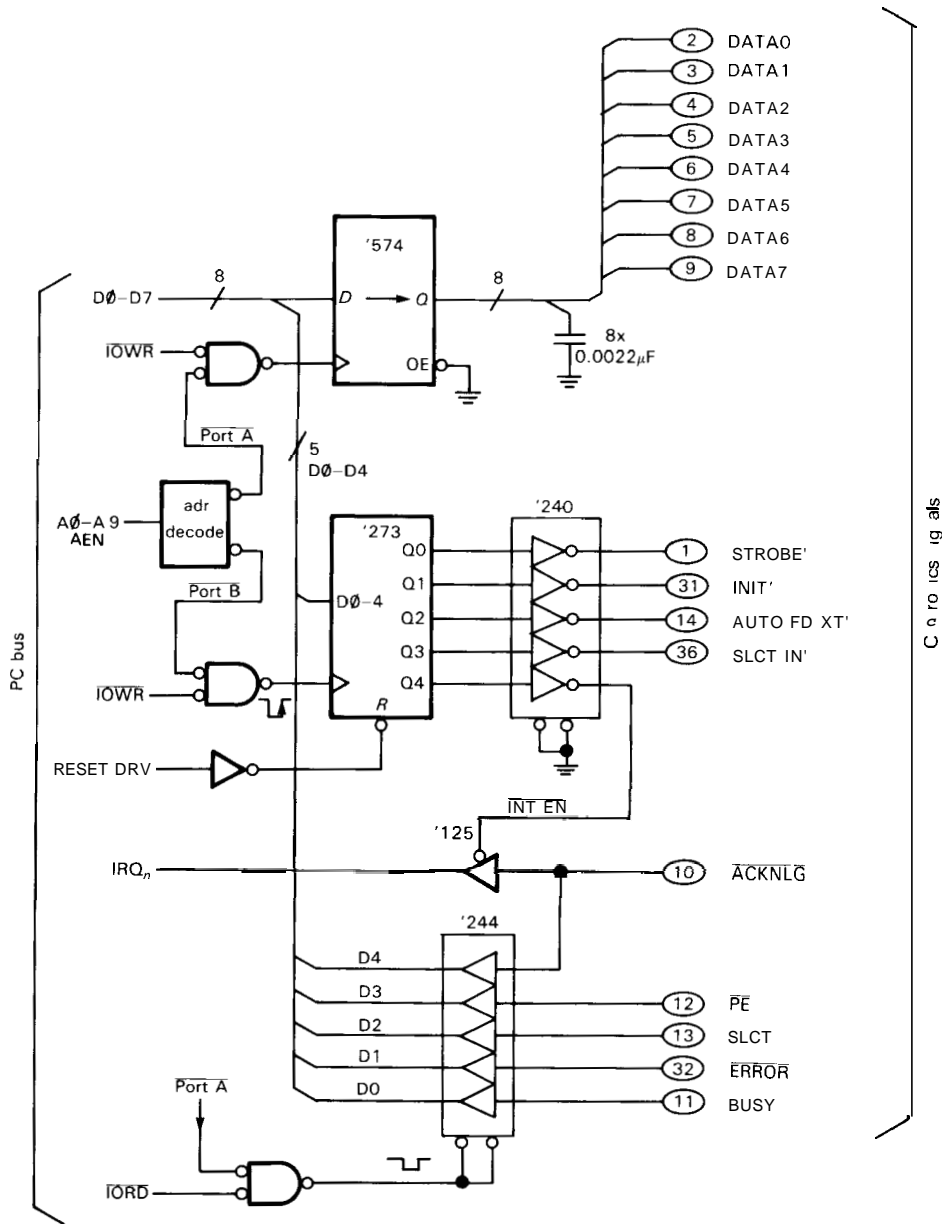 2 DATA0
3 DATA1
4 DATA2
5 DATA3
6 DATA4
7 DATA5
8 DATA6
9 DATA7
'574
8
DØ–D7
D
Q
8
8x
0.0022µF
IOWR
OE
Port A
5
DØ–D4
AØ–A9
AEN
adr
decode
'273
'240
Q0
1 STROBE'
Q1
31 INIT'
DØ-4
Q2
14 AUTO FD XT'
Q3
36 SLCT IN'
Q4
Port B
IOWR
R
PC bus
RESET DRV
INT EN
'125
IRQn
10 ACKNLG
'244
D4
D3
12 PE
D2
13 SLCT
D1
32 ERROR
D0
11 BUSY
Port A
IORD